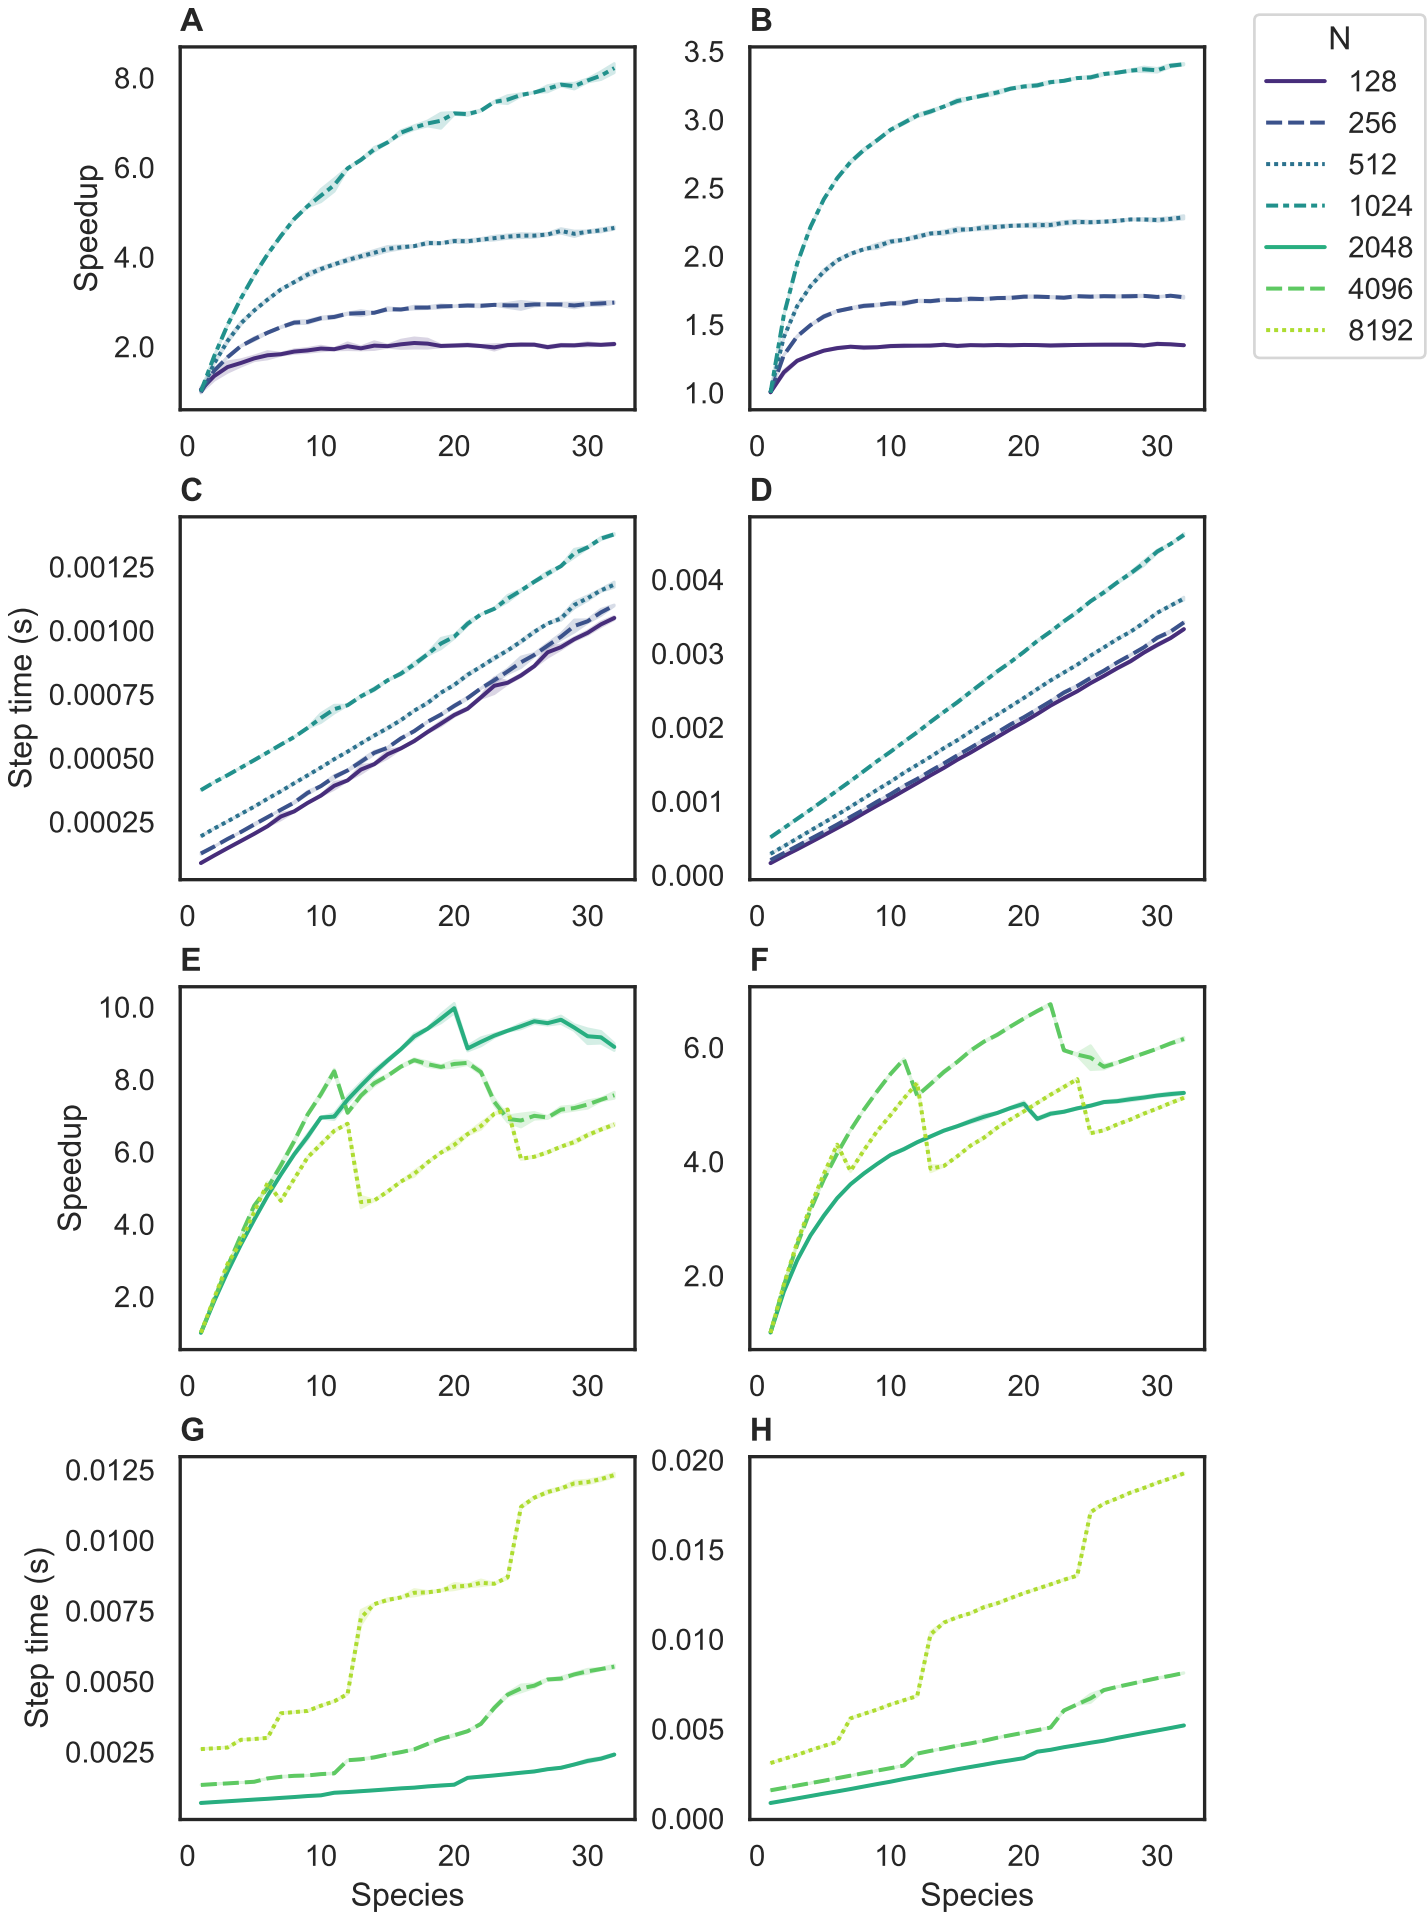 A
B
N
128
256
512
1024
2048
4096
8192
Speedup
8.0
6.0
4.0
2.0
3.5
3.0
2.5
2.0
1.5
1.0
0 10 20 30
0 10 20 30
C
D
Step time (s)
0.00125
0.00100
0.00075
0.00050
0.00025
0.004
0.003
0.002
0.001
0.000
0 10 20 30
0 10 20 30
E
F
Speedup
10.0
8.0
6.0
4.0
2.0
6.0
4.0
2.0
0 10 20 30
0 10 20 30
G
H
Step time (s)
0.0125
0.0100
0.0075
0.0050
0.0025
0.020
0.015
0.010
0.005
0.000
0 10 20 30
0 10 20 30
Species
Species